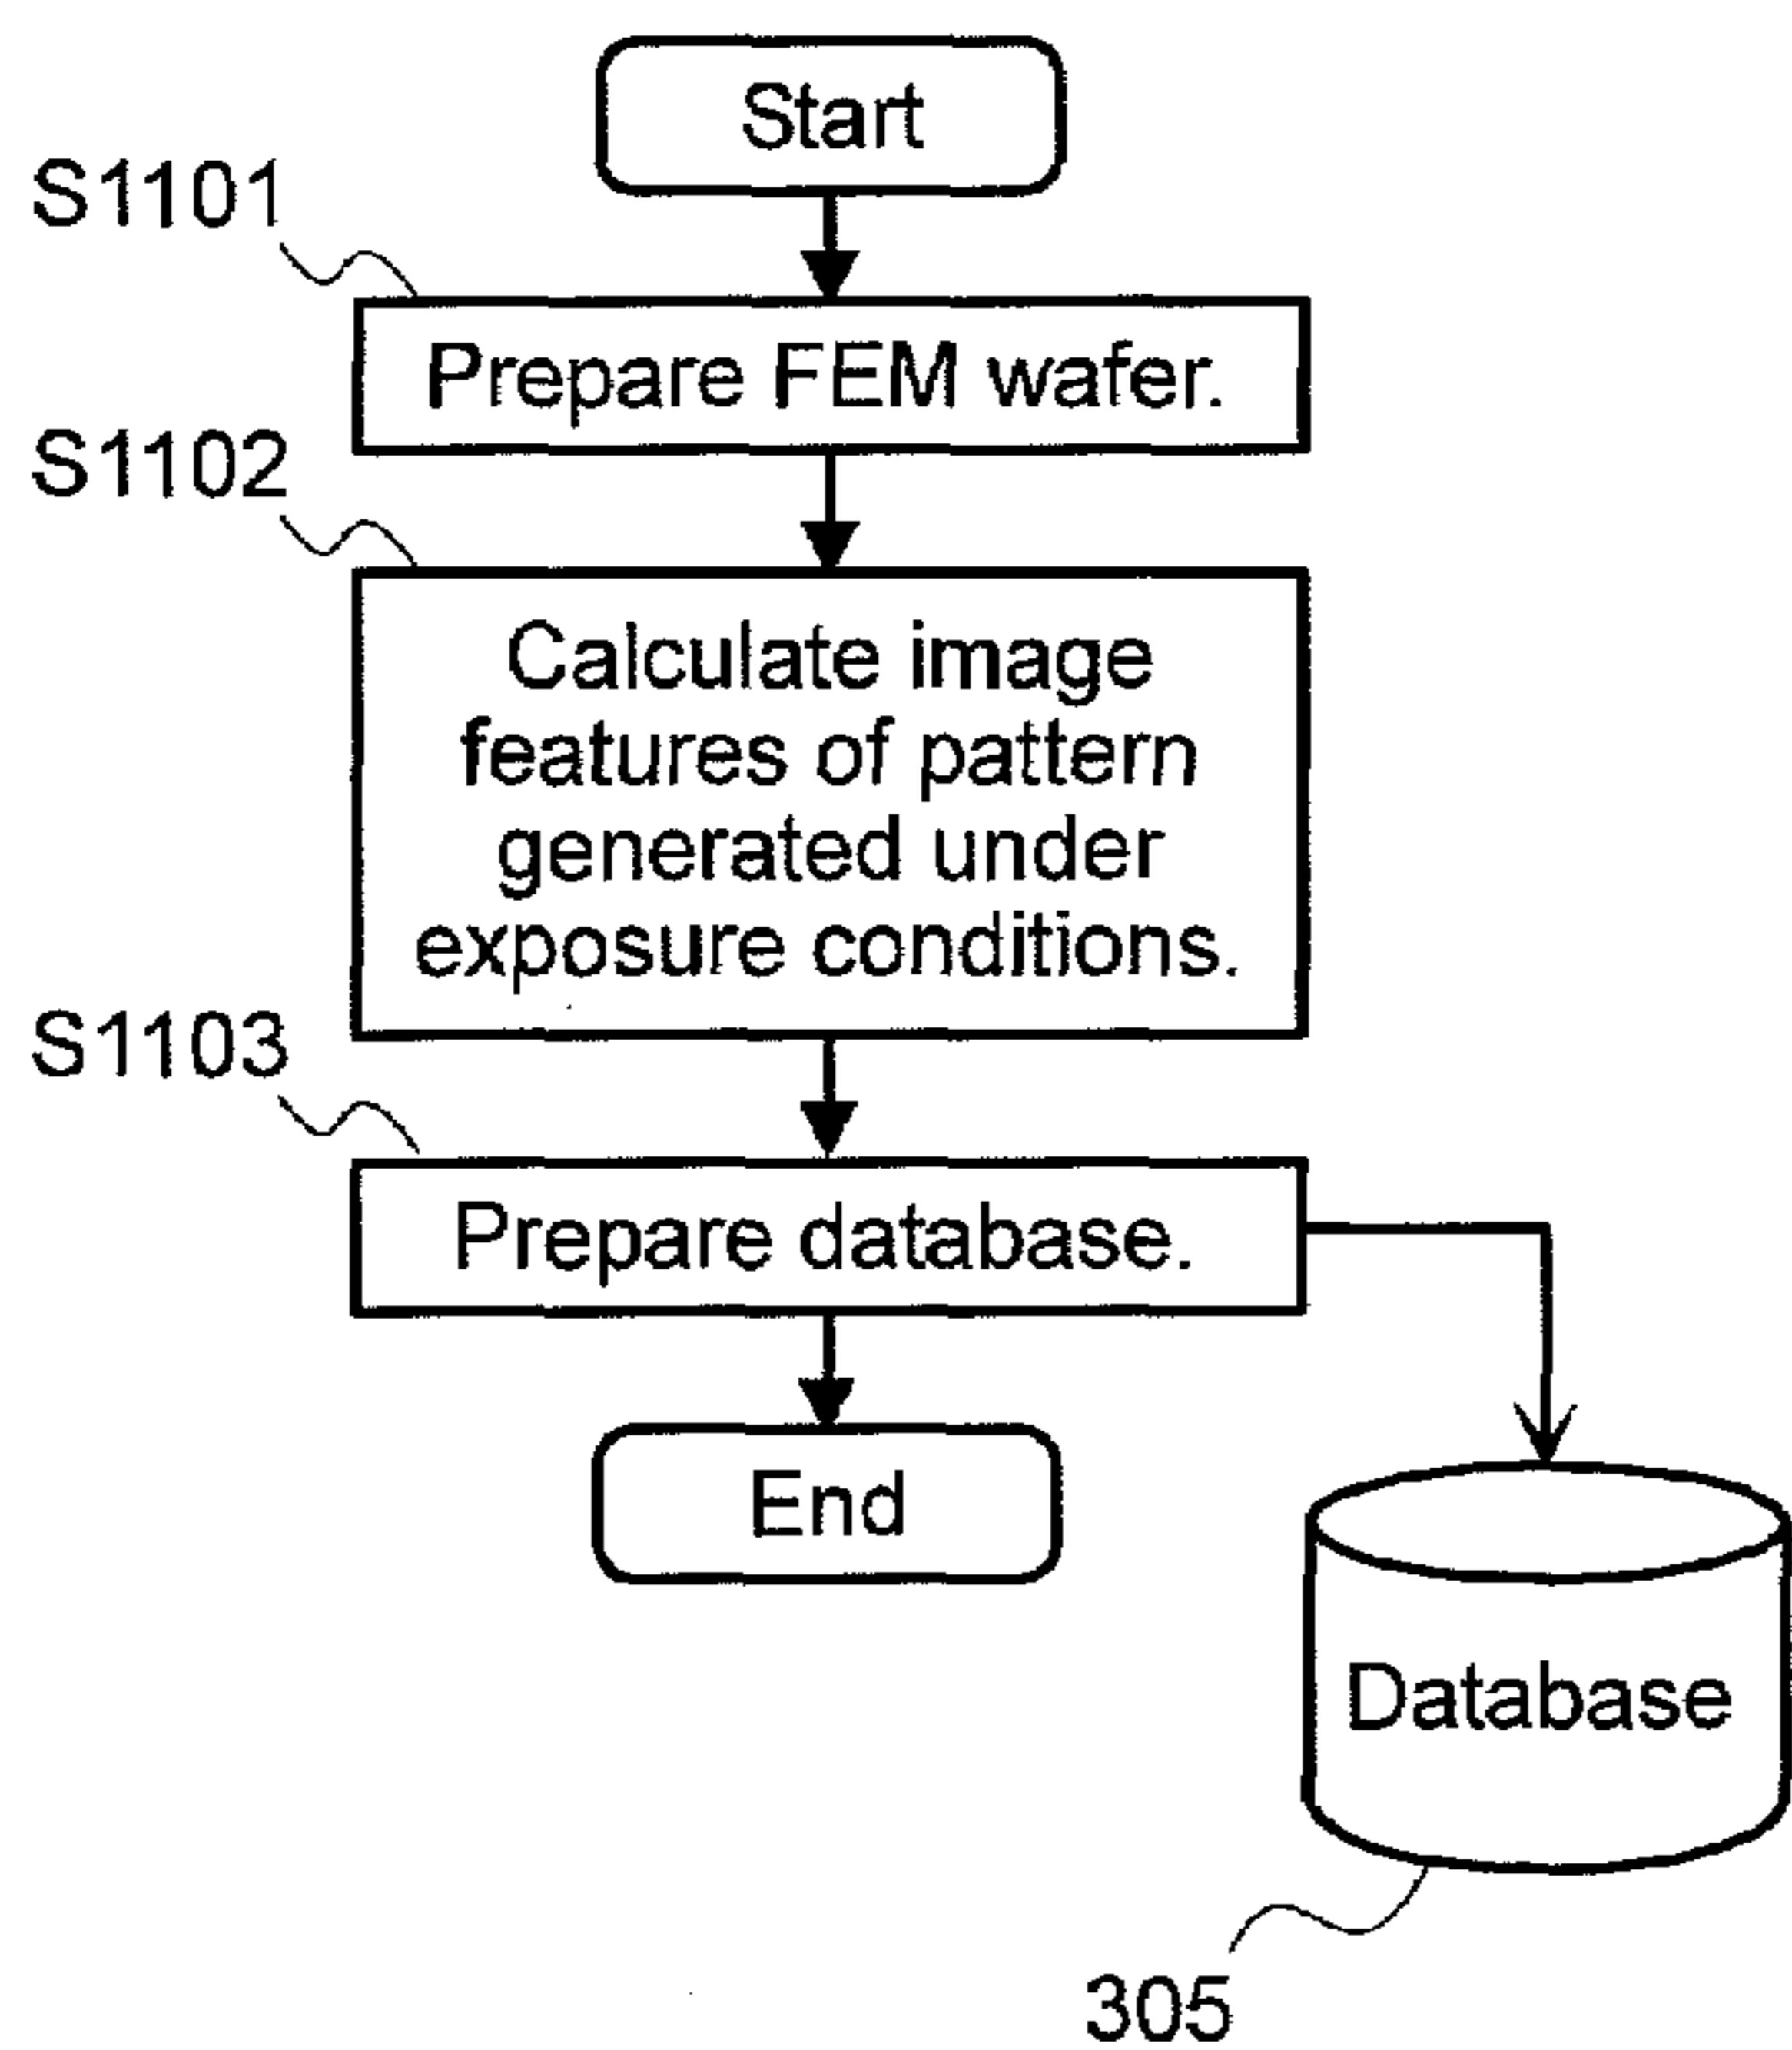 Start
S1101
Prepare FEM wafer.
S1102
Calculate image
features of pattern
generated under
exposure conditions.
S1103
Prepare database.
End
Database
305